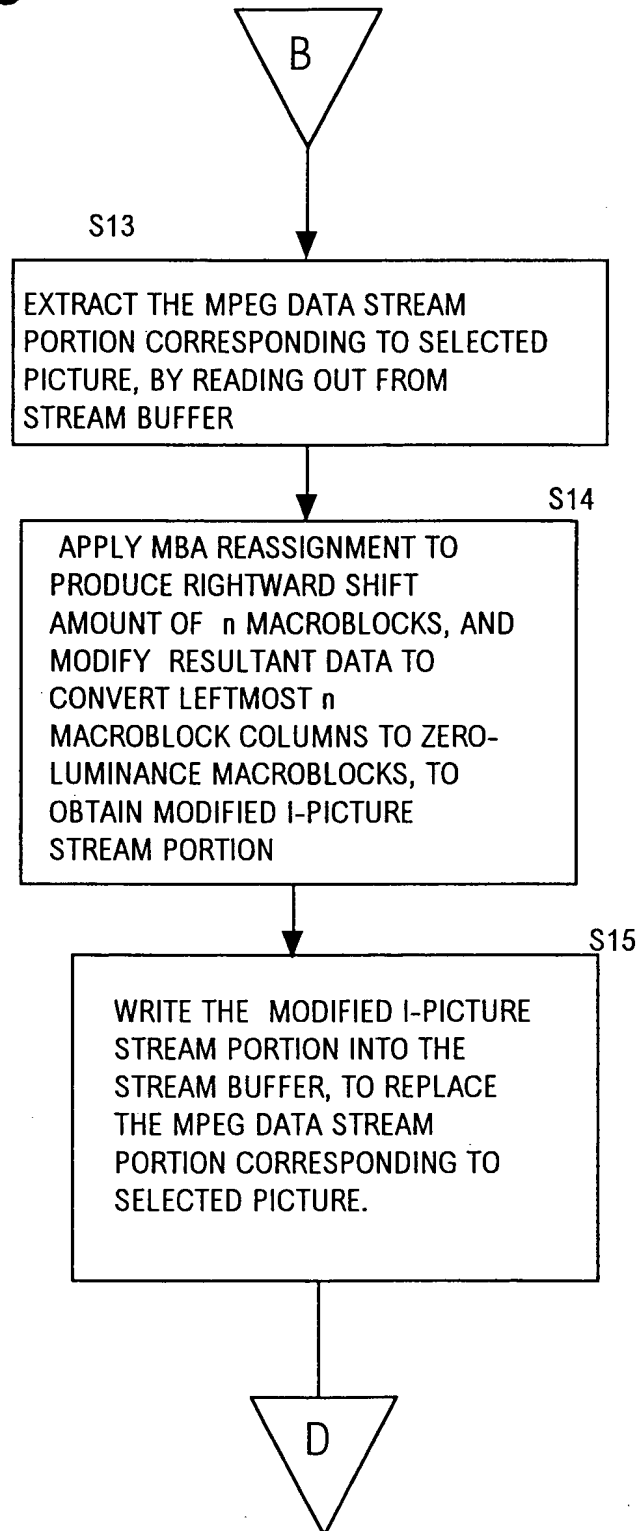 B
S13
EXTRACT THE MPEG DATA STREAM
PORTION CORRESPONDING TO SELECTED
PICTURE, BY READING OUT FROM
STREAM BUFFER
S14
APPLY MBA REASSIGNMENT TO
PRODUCE RIGHTWARD SHIFT
AMOUNT OF n MACROBLOCKS, AND
MODIFY RESULTANT DATA TO
CONVERT LEFTMOST n
MACROBLOCK COLUMNS TO ZERO-
LUMINANCE MACROBLOCKS, TO
OBTAIN MODIFIED I-PICTURE
STREAM PORTION
S15
WRITE THE MODIFIED I-PICTURE
STREAM PORTION INTO THE
STREAM BUFFER, TO REPLACE
THE MPEG DATA STREAM
PORTION CORRESPONDING TO
SELECTED PICTURE.
D